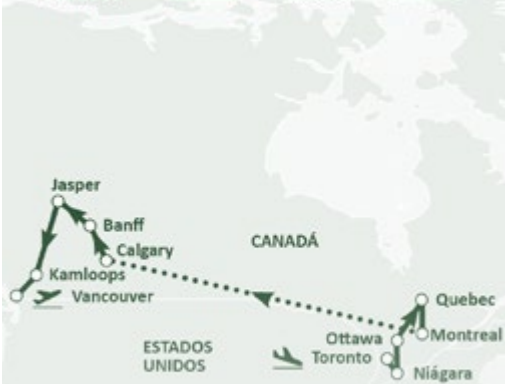 Jasper
Banff
Calgary
CANADÁ
Kamloops
Vancouver
Quebec
Ottawa
Montreal
Toronto
Niágara
ESTADOS
UNIDOS